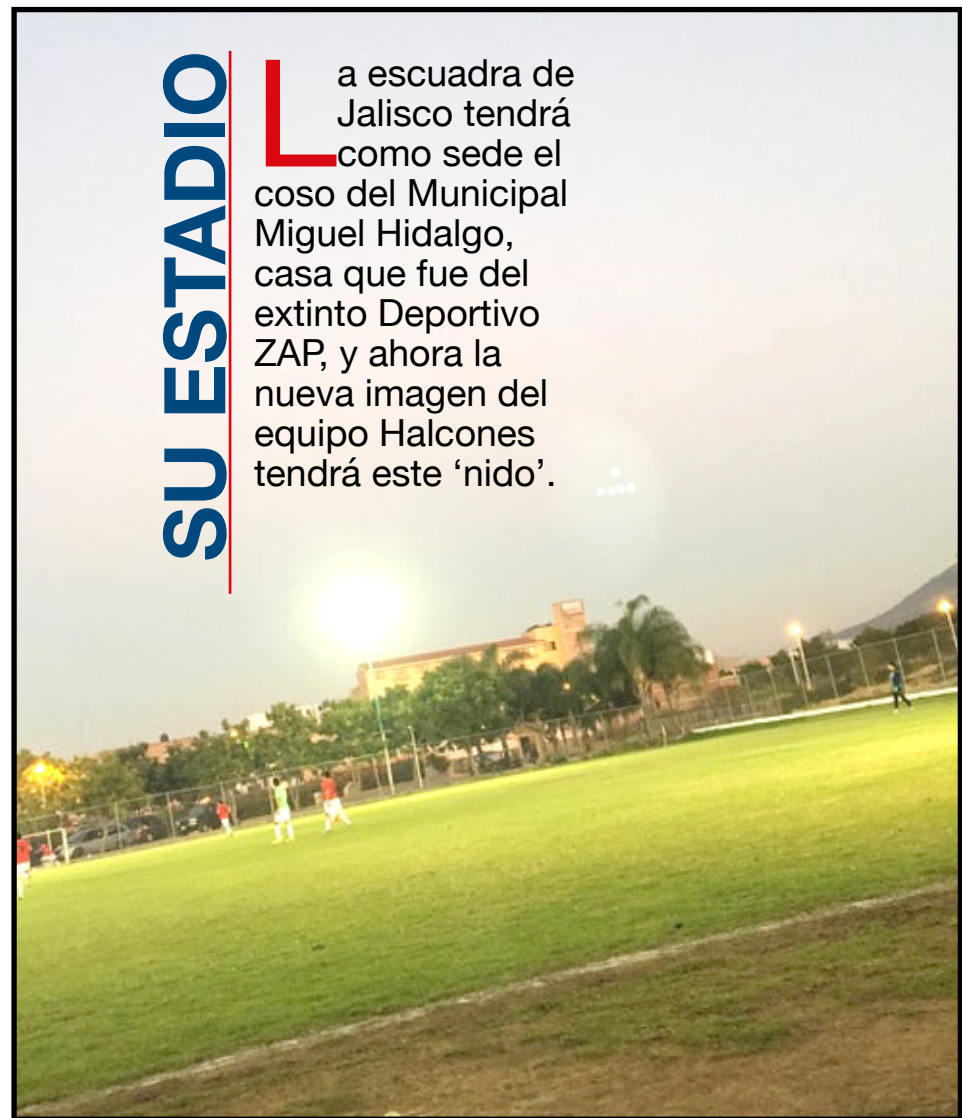 SU ESTADIO
La escuadra de
Jalisco tendrá
como sede el
coso del Municipal
Miguel Hidalgo,
casa que fue del
extinto Deportivo
ZAP, y ahora la
nueva imagen del
equipo Halcones
tendrá este ‘nido’.